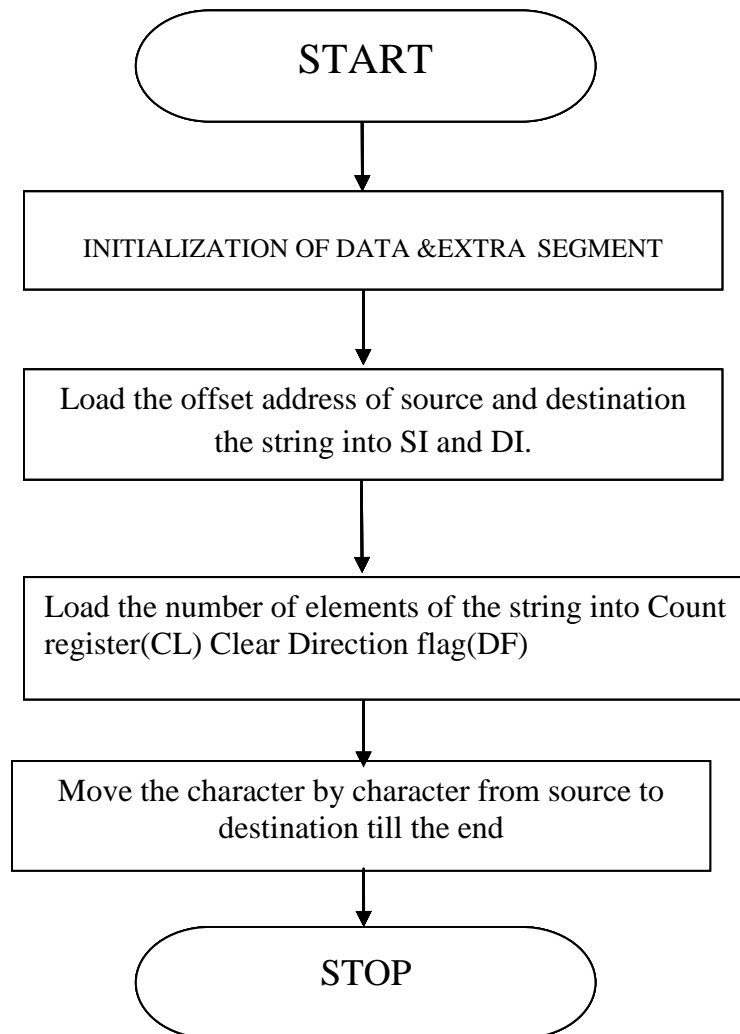 START
INITIALIZATION OF DATA &EXTRA SEGMENT
Load the offset address of source and destination
the string into SI and DI.
Load the number of elements of the string into Count
register(CL) Clear Direction flag(DF)
Move the character by character from source to
destination till the end
STOP